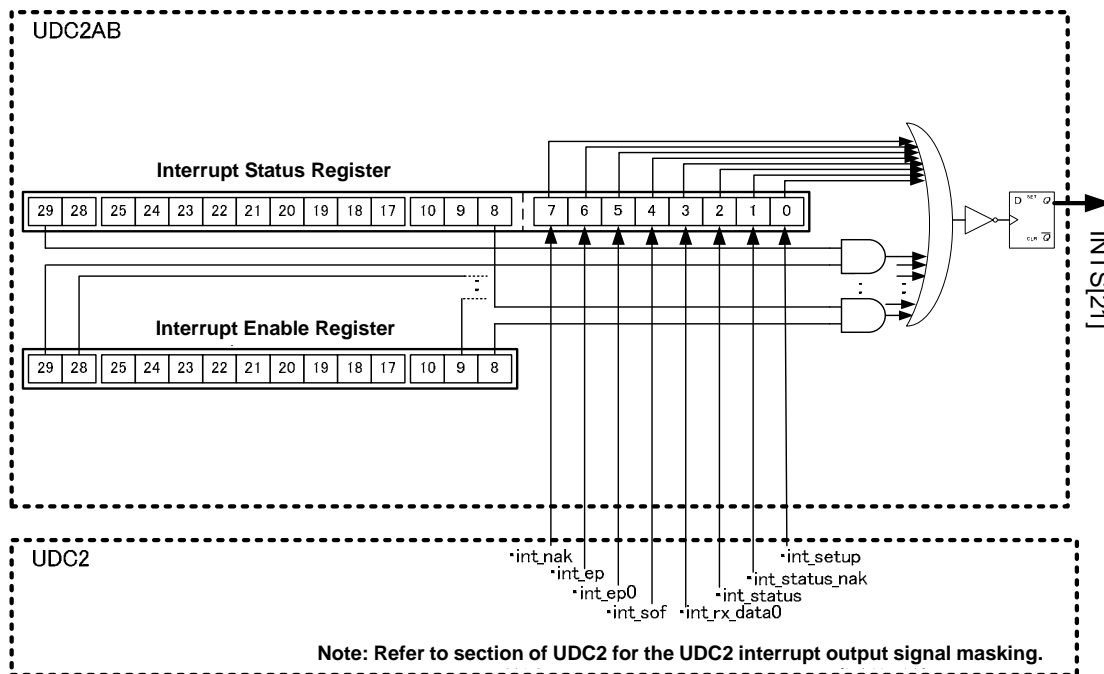 UDC2AB
Interrupt Status Register
29 28 25 24 23 22 21 20 19 18 17 10 9 8 7 6 5 4 3 2 1 0
D SET Q
CLR Q
INTS[21]
Interrupt Enable Register
29 28 25 24 23 22 21 20 19 18 17 10 9 8
UDC2
・int_nak
・int_setup
・int_ep
・int_status_nak
・int_ep0
・int_status
・int_sof
・int_rx_data0
Note: Refer to section of UDC2 for the UDC2 interrupt output signal masking.